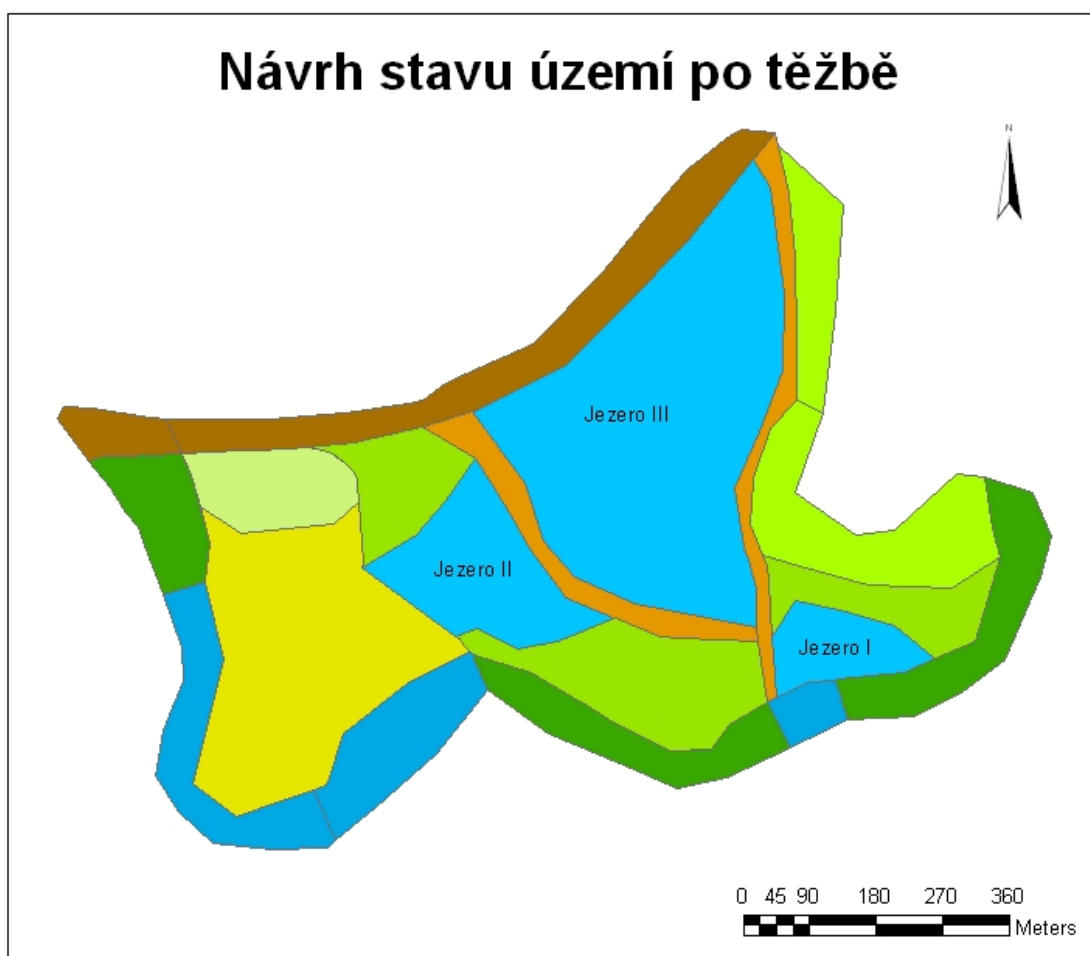 Návrh stavu území po těžbě
N
Jezero III
Jezero II
Jezero I
0 45 90 180 270 360
Meters